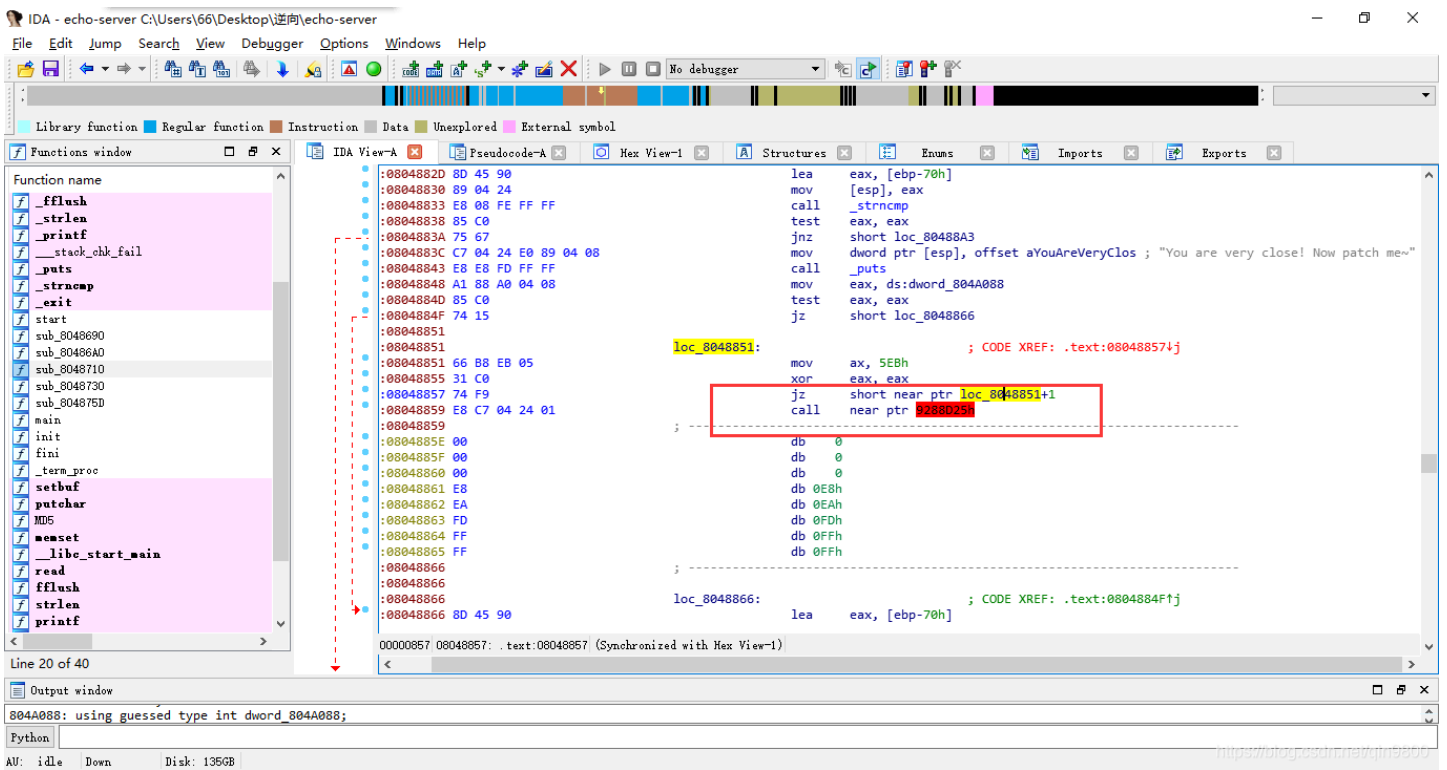 IDA - echo-server C:\Users\66\Desktop\逆向\echo-server
File Edit Jump Search View Debugger Options Windows Help
No debugger
Library function Regular function Instruction Data Unexplored External symbol
Functions window
IDA View-A Pseudocode-A Hex View-1 Structures Enums Imports Exports
Function name
_fflush
_strlen
_printf
___stack_chk_fail
_puts
_strncmp
_exit
start
sub_8048690
sub_80486A0
sub_8048710
sub_8048730
sub_804875D
main
init
fini
_term_proc
setbuf
putchar
MD5
memset
__libc_start_main
read
fflush
strlen
printf
Line 20 of 40
:0804882D 8D 45 90 lea eax, [ebp-70h]
:08048830 89 04 24 mov [esp], eax
:08048833 E8 08 FE FF FF call _strncmp
:08048838 85 C0 test eax, eax
:0804883A 75 67 jnz short loc_80488A3
:0804883C C7 04 24 E0 89 04 08 mov dword ptr [esp], offset aYouAreVeryClos ; "You are very close! Now patch me~"
:08048843 E8 E8 FD FF FF call _puts
:08048848 A1 88 A0 04 08 mov eax, ds:dword_804A088
:0804884D 85 C0 test eax, eax
:0804884F 74 15 jz short loc_8048866
:08048851
:08048851 loc_8048851: ; CODE XREF: .text:08048857↓j
:08048851 66 B8 EB 05 mov ax, 5EBh
:08048855 31 C0 xor eax, eax
:08048857 74 F9 jz short near ptr loc_8048851+1
:08048859 E8 C7 04 24 01 call near ptr 9288D25h
:08048859 ; ---------------------------------------------------------------------------
:0804885E 00 db 0
:0804885F 00 db 0
:08048860 00 db 0
:08048861 E8 db 0E8h
:08048862 EA db 0EAh
:08048863 FD db 0FDh
:08048864 FF db 0FFh
:08048865 FF db 0FFh
:08048866 ; ---------------------------------------------------------------------------
:08048866
:08048866 loc_8048866: ; CODE XREF: .text:0804884F↑j
:08048866 8D 45 90 lea eax, [ebp-70h]
00000857 08048857: .text:08048857 (Synchronized with Hex View-1)
Output window
804A088: using guessed type int dword_804A088;
Python
AU: idle Down Disk: 135GB
https://blog.csdn.net/qin9800